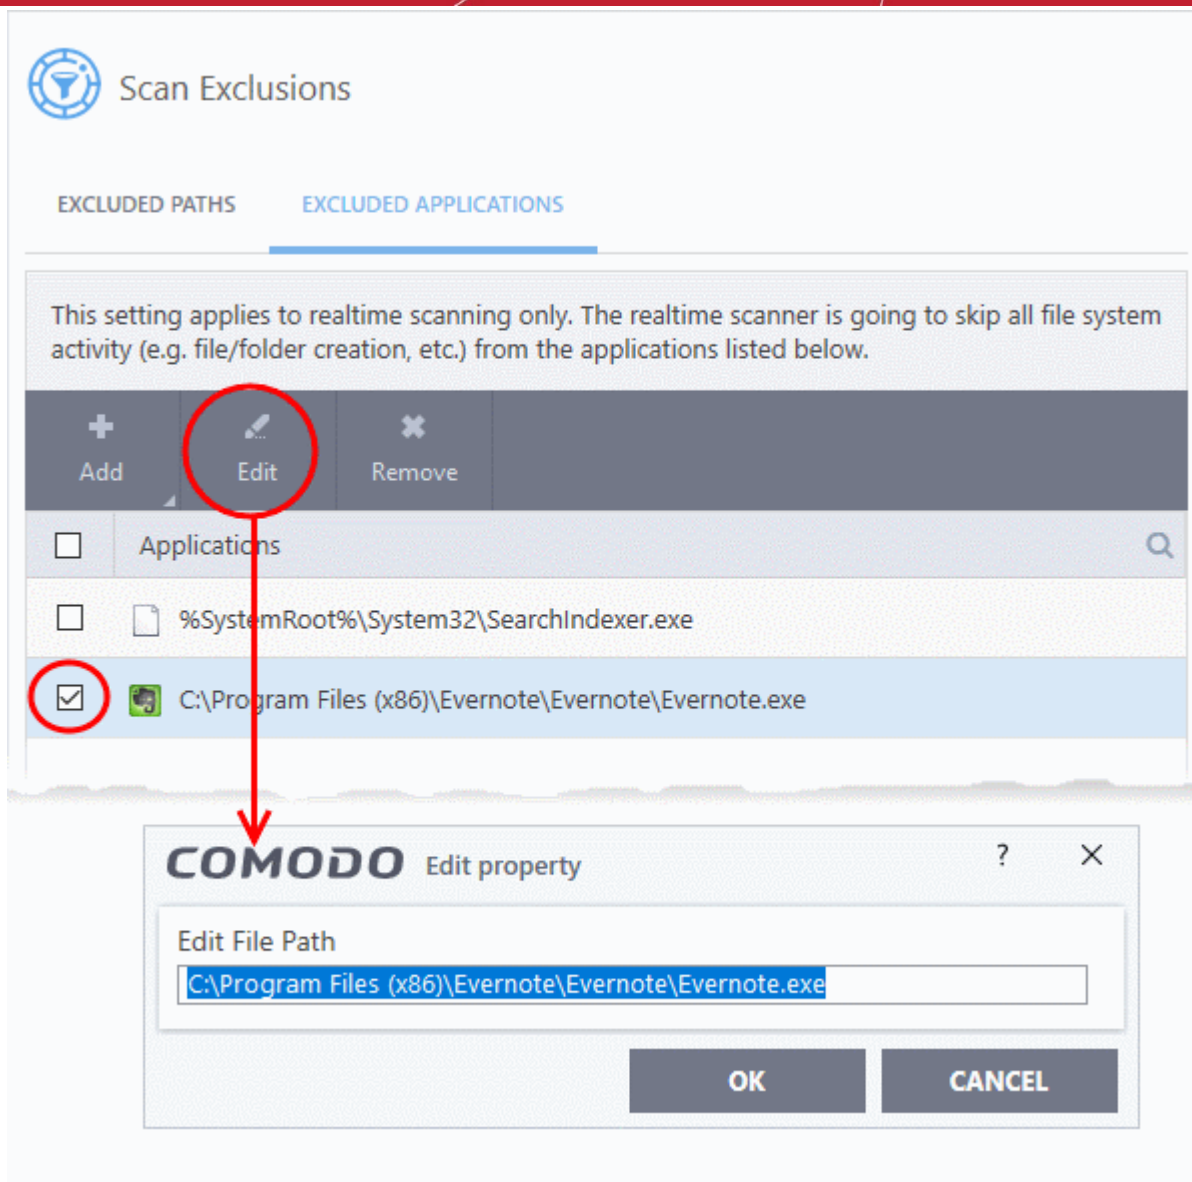 Scan Exclusions
EXCLUDED PATHS EXCLUDED APPLICATIONS
This setting applies to realtime scanning only. The realtime scanner is going to skip all file system
activity (e.g. file/folder creation, etc.) from the applications listed below.
Add Edit Remove
Applications
%SystemRoot%\System32\SearchIndexer.exe
C:\Program Files (x86)\Evernote\Evernote\Evernote.exe
COMODO Edit property ?
Edit File Path
C:\Program Files (x86)\Evernote\Evernote\Evernote.exe
OK CANCEL